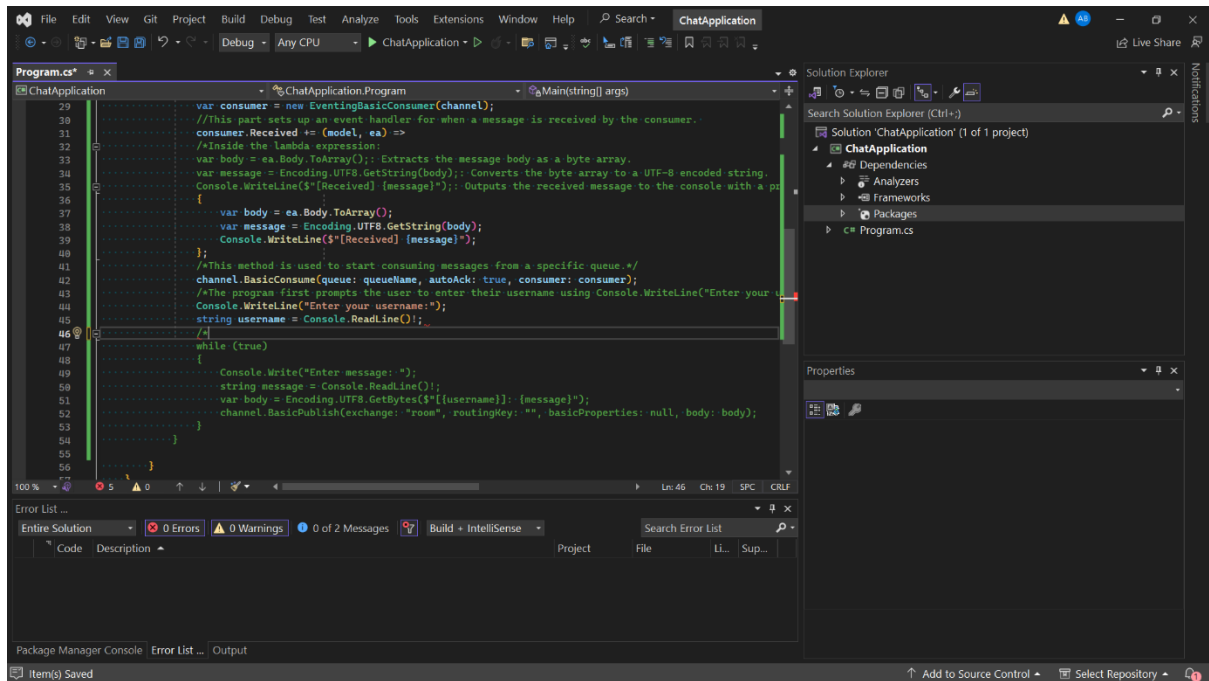 File Edit View Git Project Build Debug Test Analyze Tools Extensions Window Help Search ChatApplication AB
Debug Any CPU ChatApplication Live Share
Program.cs*
ChatApplication ChatApplication.Program Main(string[] args)
29 var consumer = new EventingBasicConsumer(channel);
30 //This part sets up an event handler for when a message is received by the consumer.
31 consumer.Received += (model, ea) =>
32 /*Inside the lambda expression:
33 var body = ea.Body.ToArray();: Extracts the message body as a byte array.
34 var message = Encoding.UTF8.GetString(body);: Converts the byte array to a UTF-8 encoded string.
35 Console.WriteLine($"[Received] {message}");: Outputs the received message to the console with a pr
36 {
37 var body = ea.Body.ToArray();
38 var message = Encoding.UTF8.GetString(body);
39 Console.WriteLine($"[Received] {message}");
40 };
41 /*This method is used to start consuming messages from a specific queue.*/
42 channel.BasicConsume(queue: queueName, autoAck: true, consumer: consumer);
43 /*The program first prompts the user to enter their username using Console.WriteLine("Enter your u
44 Console.WriteLine("Enter your username:");
45 string username = Console.ReadLine()!;
46 /*
47 while (true)
48 {
49 Console.Write("Enter message: ");
50 string message = Console.ReadLine()!;
51 var body = Encoding.UTF8.GetBytes($"[{username}]: {message}");
52 channel.BasicPublish(exchange: "room", routingKey: "", basicProperties: null, body: body);
53 }
54 }
55
56 }
57 }
100 % 5 0 Ln: 46 Ch: 19 SPC CRLF
Error List ...
Entire Solution 0 Errors 0 Warnings 0 of 2 Messages Build + IntelliSense Search Error List
Code Description Project File Li... Sup...
Package Manager Console Error List ... Output
Item(s) Saved Add to Source Control Select Repository 1
Solution Explorer
Search Solution Explorer (Ctrl+;)
Solution 'ChatApplication' (1 of 1 project)
ChatApplication
Dependencies
Analyzers
Frameworks
Packages
C# Program.cs
Properties
Notifications